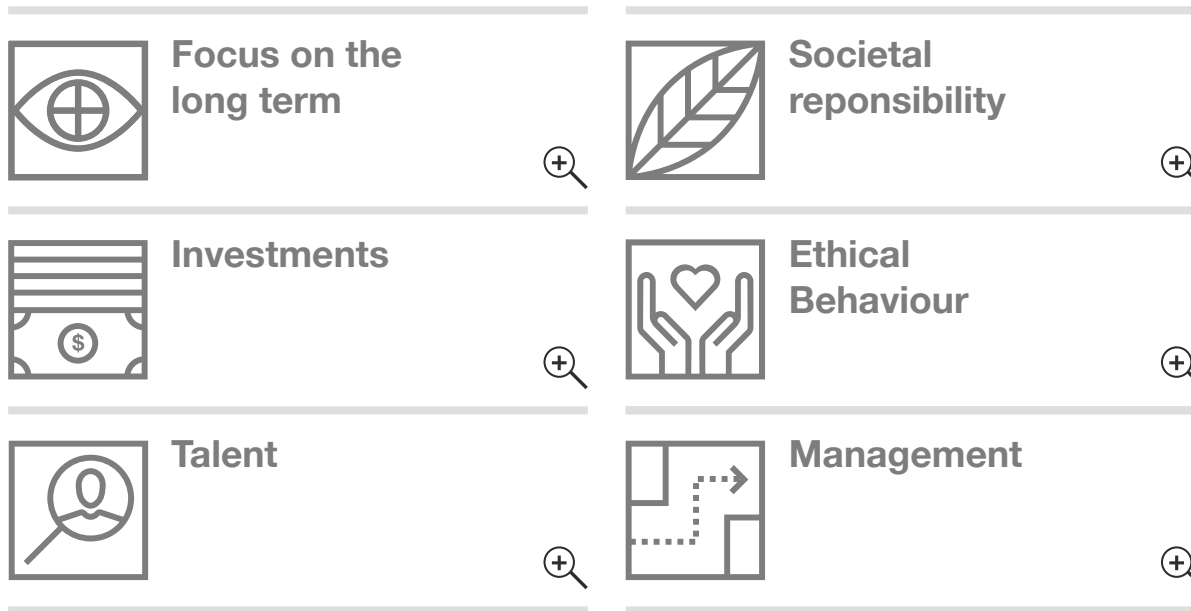 Focus on the
long term
Societal
reponsibility
Investments
$
Ethical
Behaviour
Talent
Management